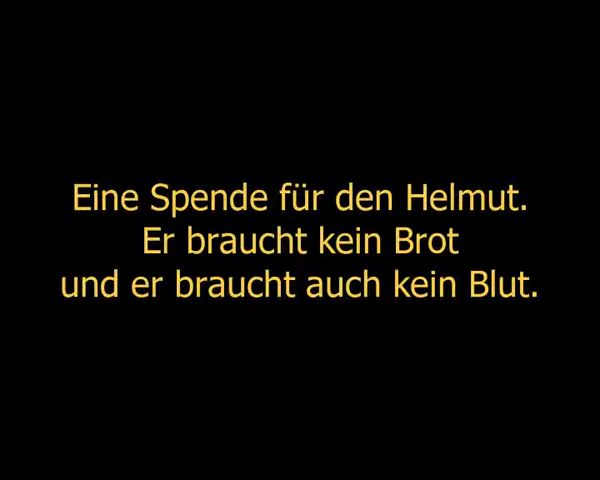 Eine Spende für den Helmut.
Er braucht kein Brot
und er braucht auch kein Blut.